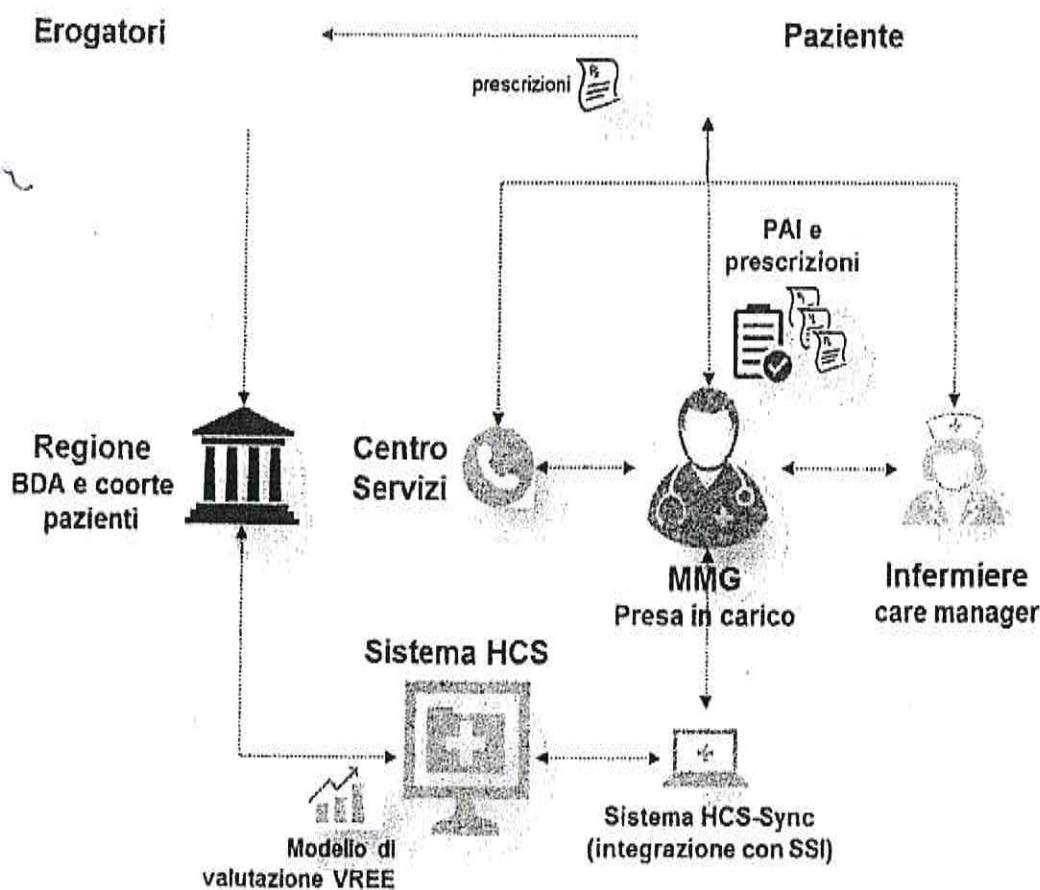 Erogatori
Paziente
prescrizioni
PAI e
prescrizioni
Regione
BDA e coorte
pazienti
Centro
Servizi
MMG
Presa in carico
Infermiere
care manager
Sistema HCS
Modello di
valutazione VREE
Sistema HCS-Sync
(integrazione con SSI)